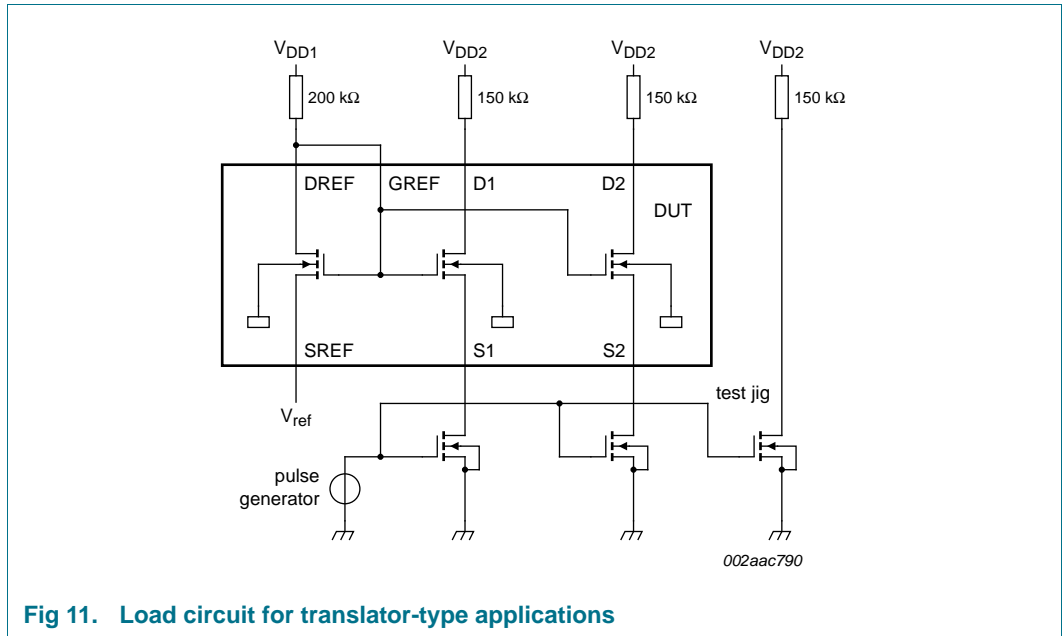 VDD1
VDD2
VDD2
VDD2
200 kΩ
150 kΩ
150 kΩ
150 kΩ
DREF
GREF
D1
D2
DUT
SREF
S1
S2
test jig
Vref
pulse
generator
002aac790
Fig 11. Load circuit for translator-type applications